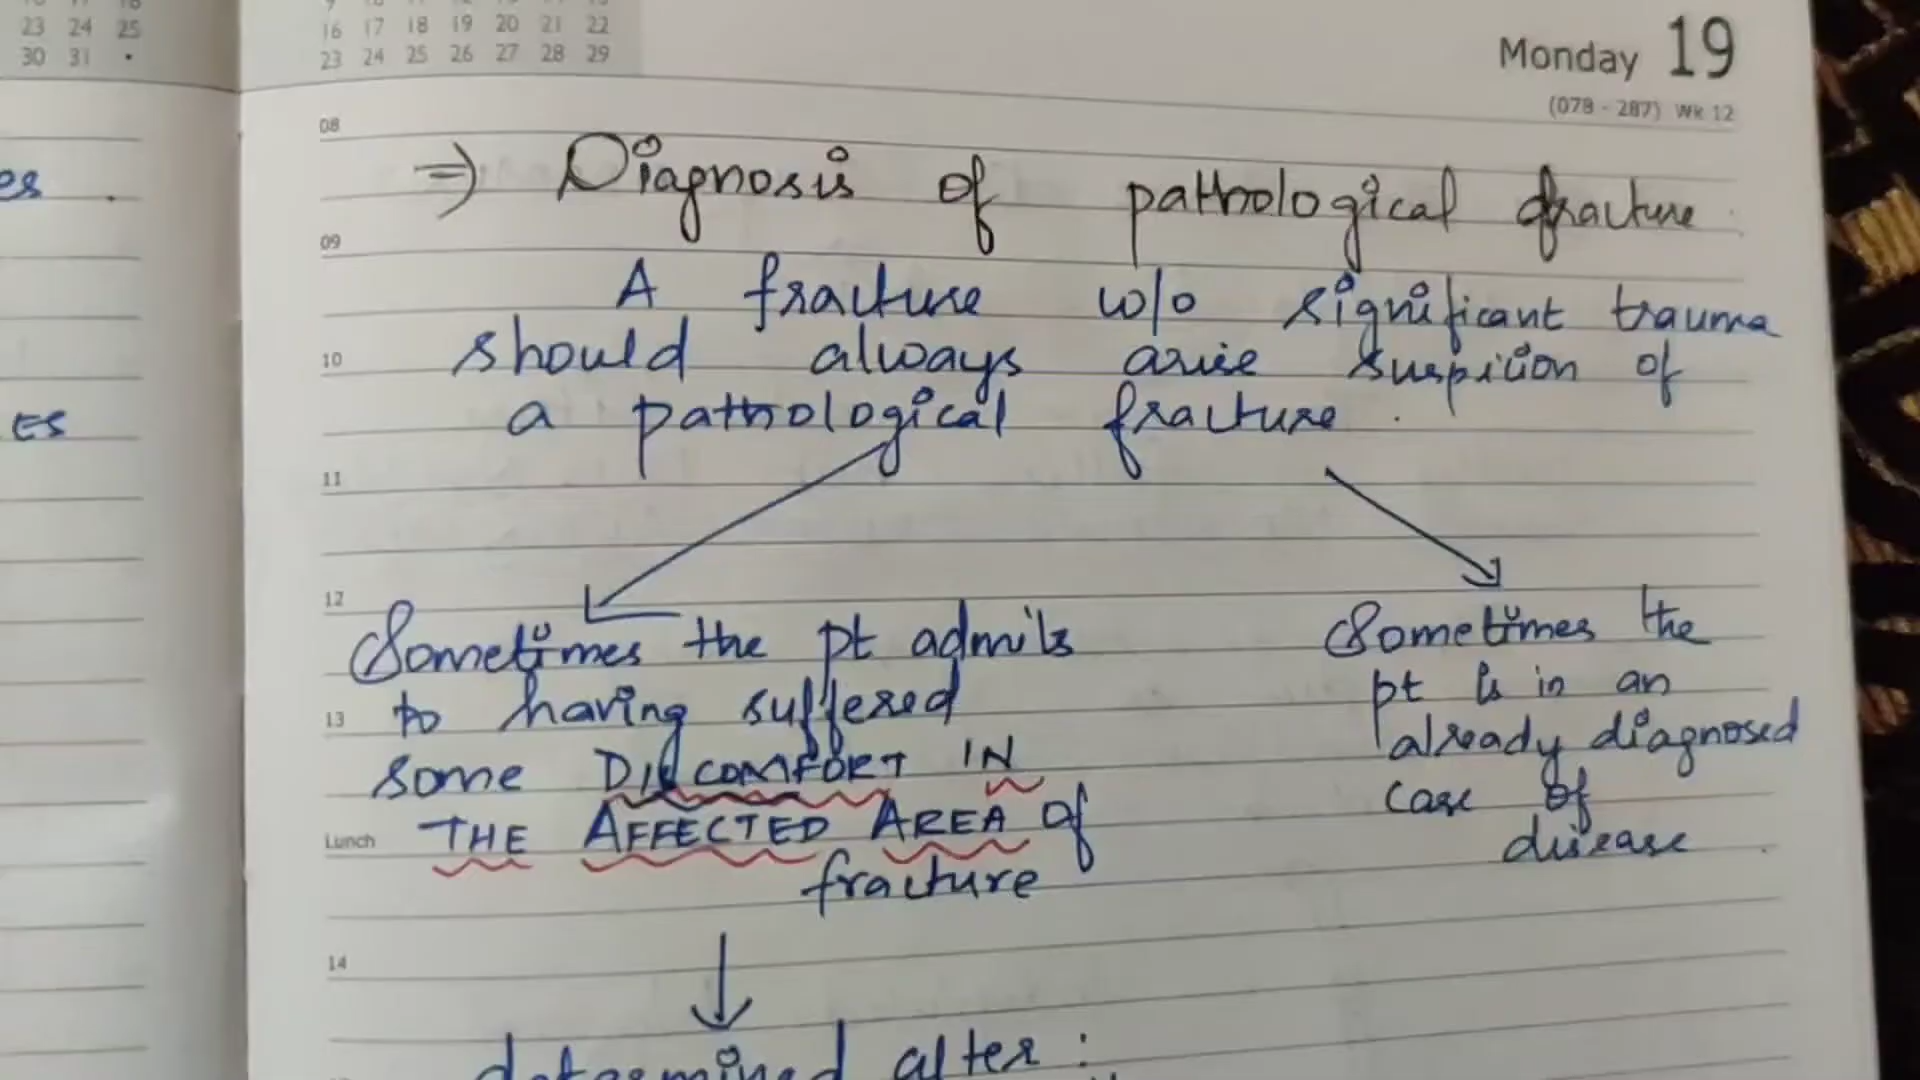 23 24 25
30 31
16 17 18 19 20 21 22
23 24 25 26 27 28 29
Monday 19
(078 - 287) Wk 12
es
ES
08
⇒ Diagnosis of pathological fracture
09
A fracture w/o significant trauma
10
should always arise suspicion of
a pathological fracture.
11
12
Sometimes the pt admits
13
to having suffered
some DISCOMFORT IN
Lunch
THE AFFECTED AREA of
fracture
Sometimes the
pt is in an
already diagnosed
case of
disease
14
determined after :